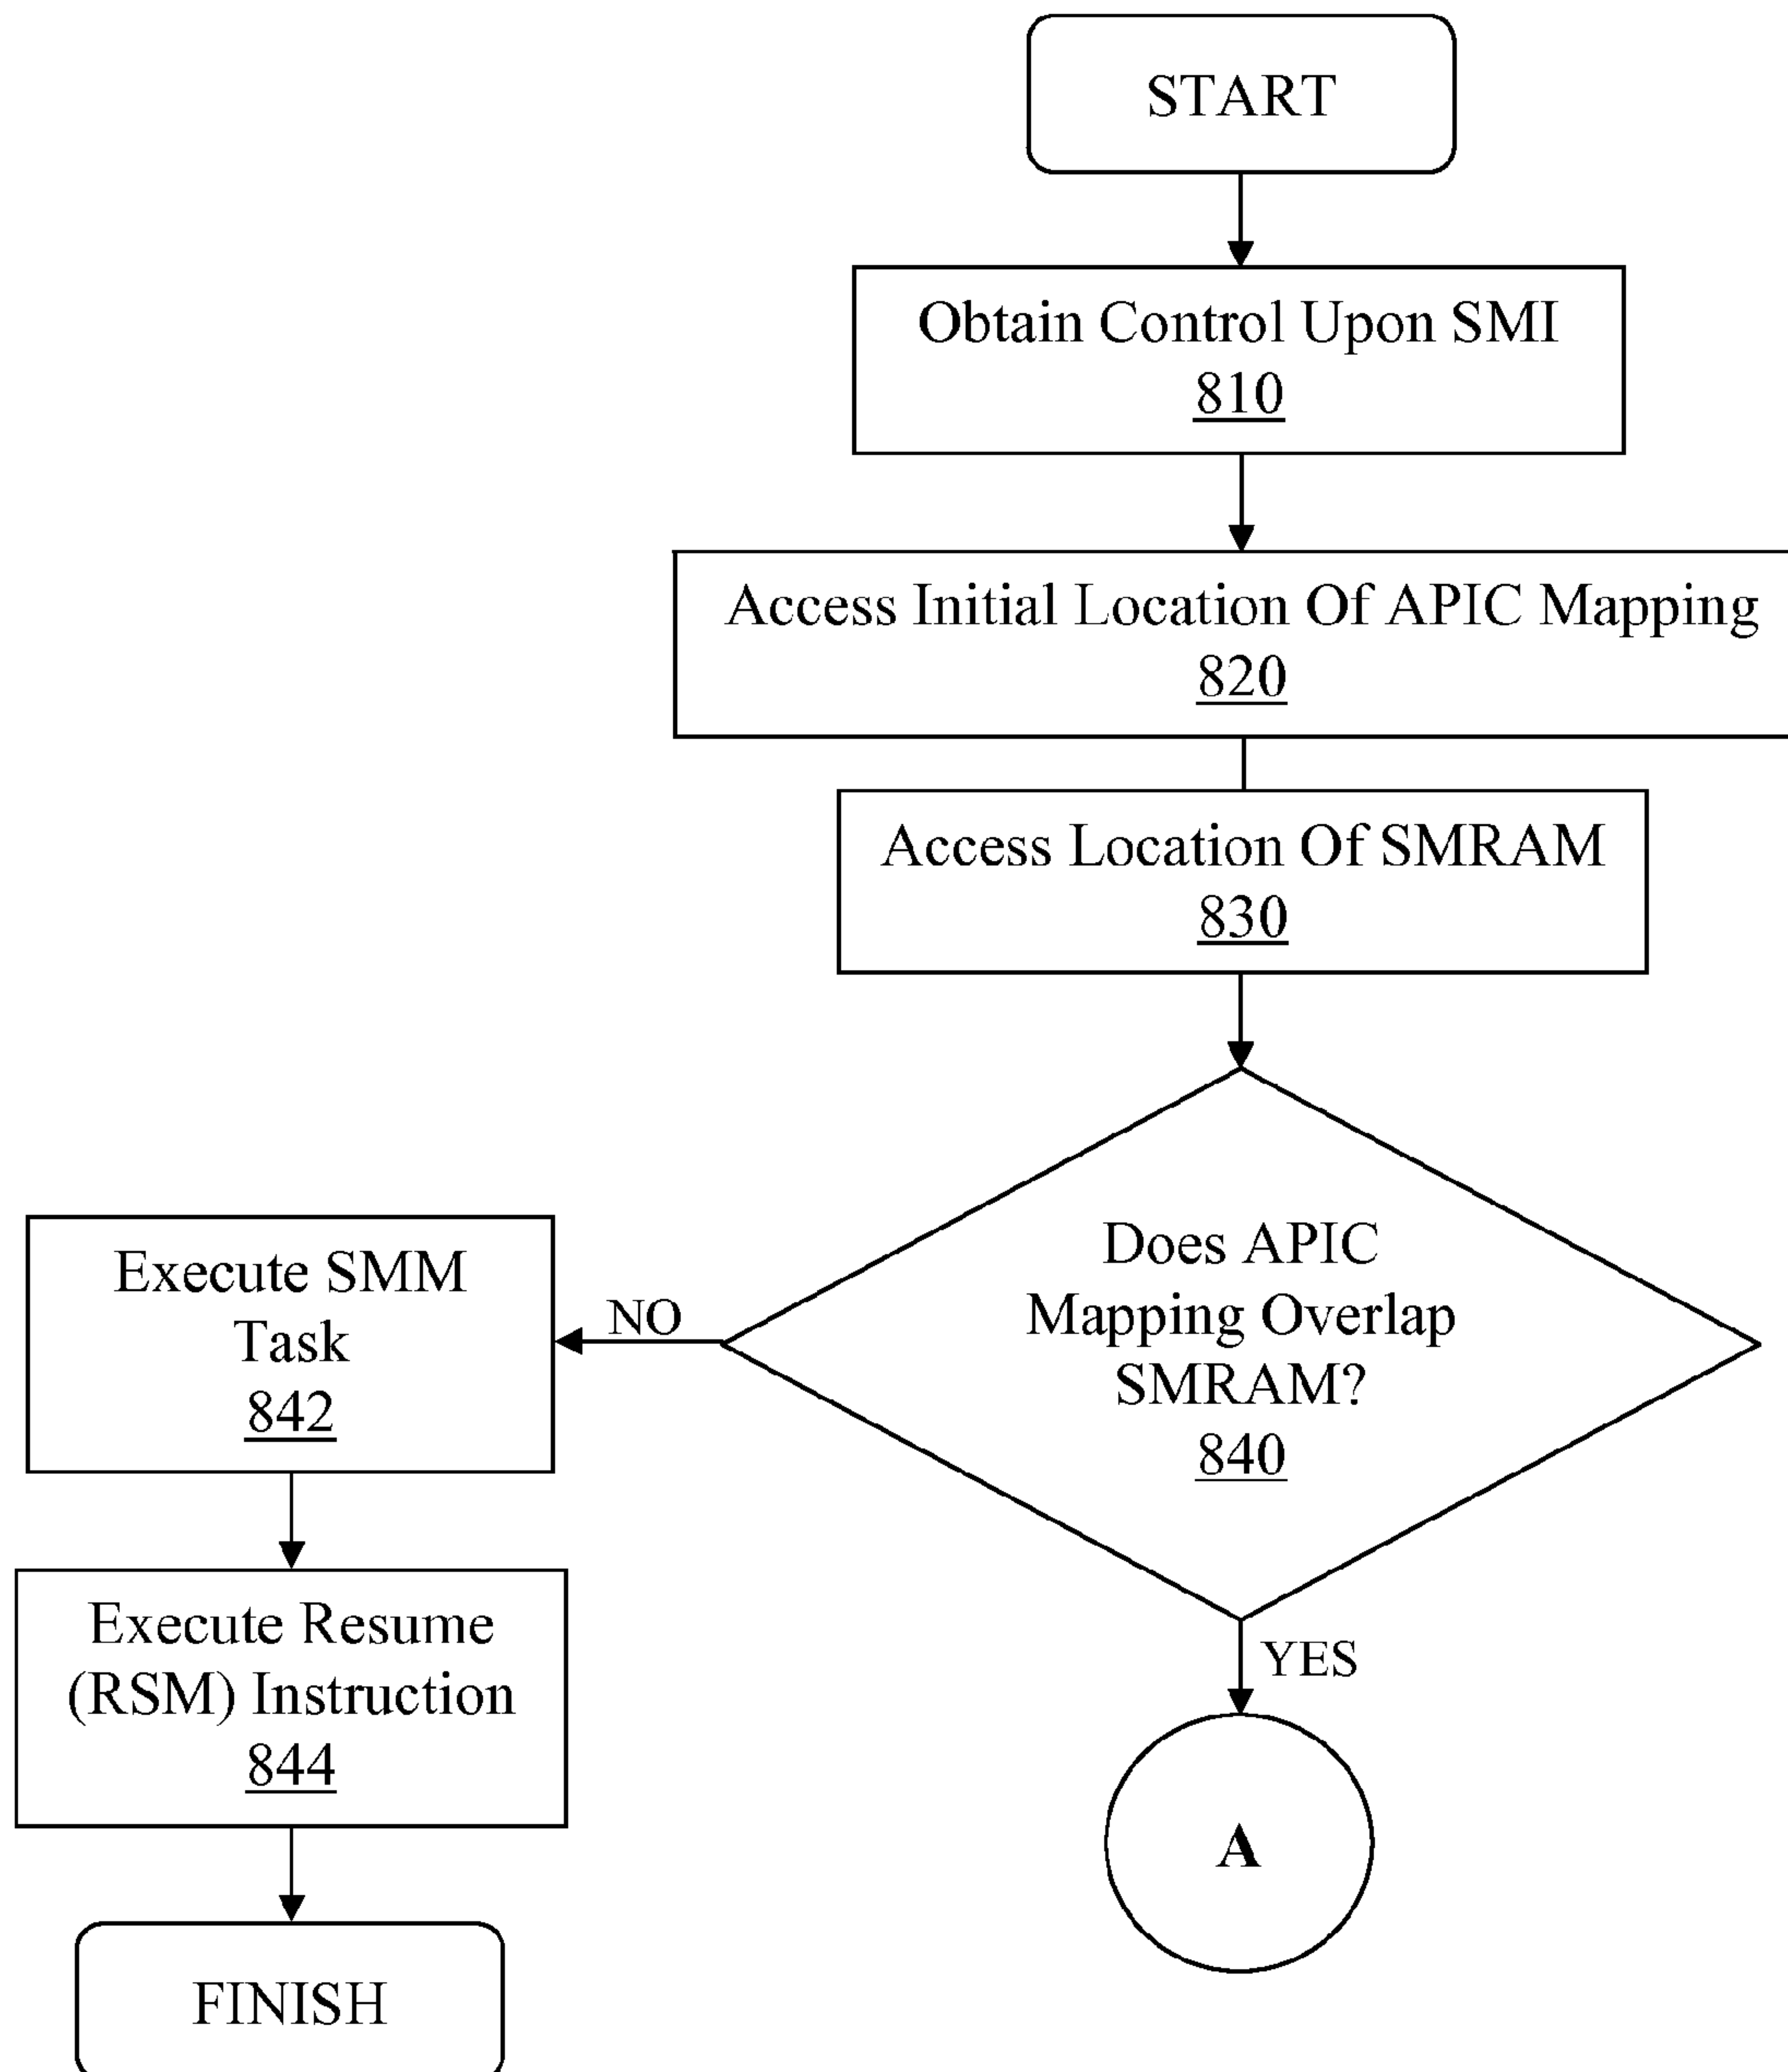 START
Obtain Control Upon SMI
810
Access Initial Location Of APIC Mapping
820
Access Location Of SMRAM
830
Does APIC
Mapping Overlap
SMRAM?
840
NO
Execute SMM
Task
842
Execute Resume
(RSM) Instruction
844
FINISH
YES
A